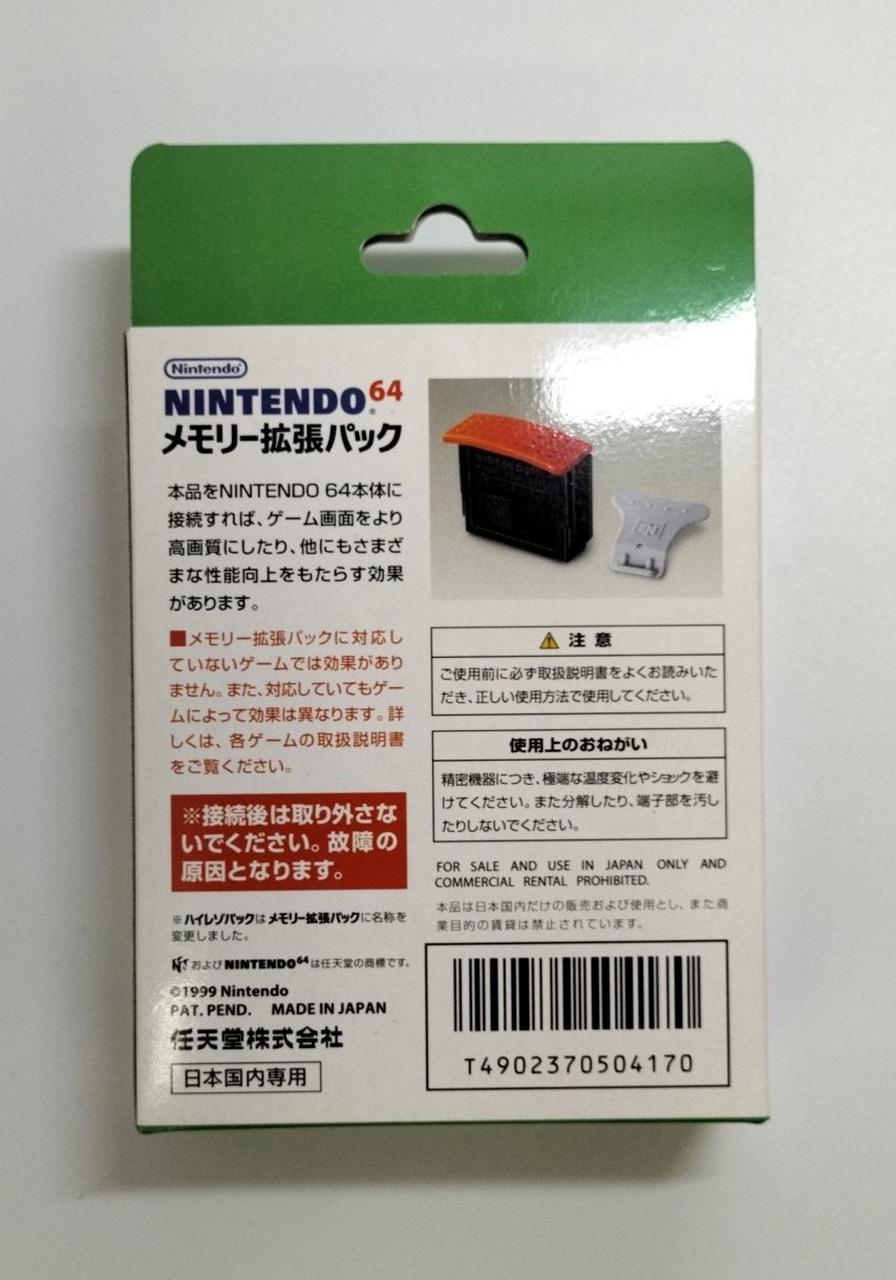 Nintendo
NINTENDO64
メモリー拡張パック
本品をNINTENDO 64本体に
接続すれば、ゲーム画面をより
高画質にしたり、他にもさまざ
まな性能向上をもたらす効果
があります。
■メモリー拡張パックに対応し
ていないゲームでは効果があり
ません。また、対応していてもゲー
ムによって効果は異なります。詳
しくは、各ゲームの取扱説明書
をご覧ください。
※接続後は取り外さな
いでください。故障の
原因となります。
※ハイレゾパックはメモリー拡張パックに名称を
変更しました。
および NINTENDO64は任天堂の商標です。
©1999 Nintendo
PAT. PEND. MADE IN JAPAN
任天堂株式会社
日本国内専用
NINTENDO
注 意
ご使用前に必ず取扱説明書をよくお読みいた
だき、正しい使用方法で使用してください。
使用上のおねがい
精密機器につき、極端な温度変化やショックを避
けてください。また分解したり、端子部を汚し
たりしないでください。
FOR SALE AND USE IN JAPAN ONLY AND
COMMERCIAL RENTAL PROHIBITED.
本品は日本国内だけの販売および使用とし、また商
業目的の賃貸は禁止されています。
T4902370504170